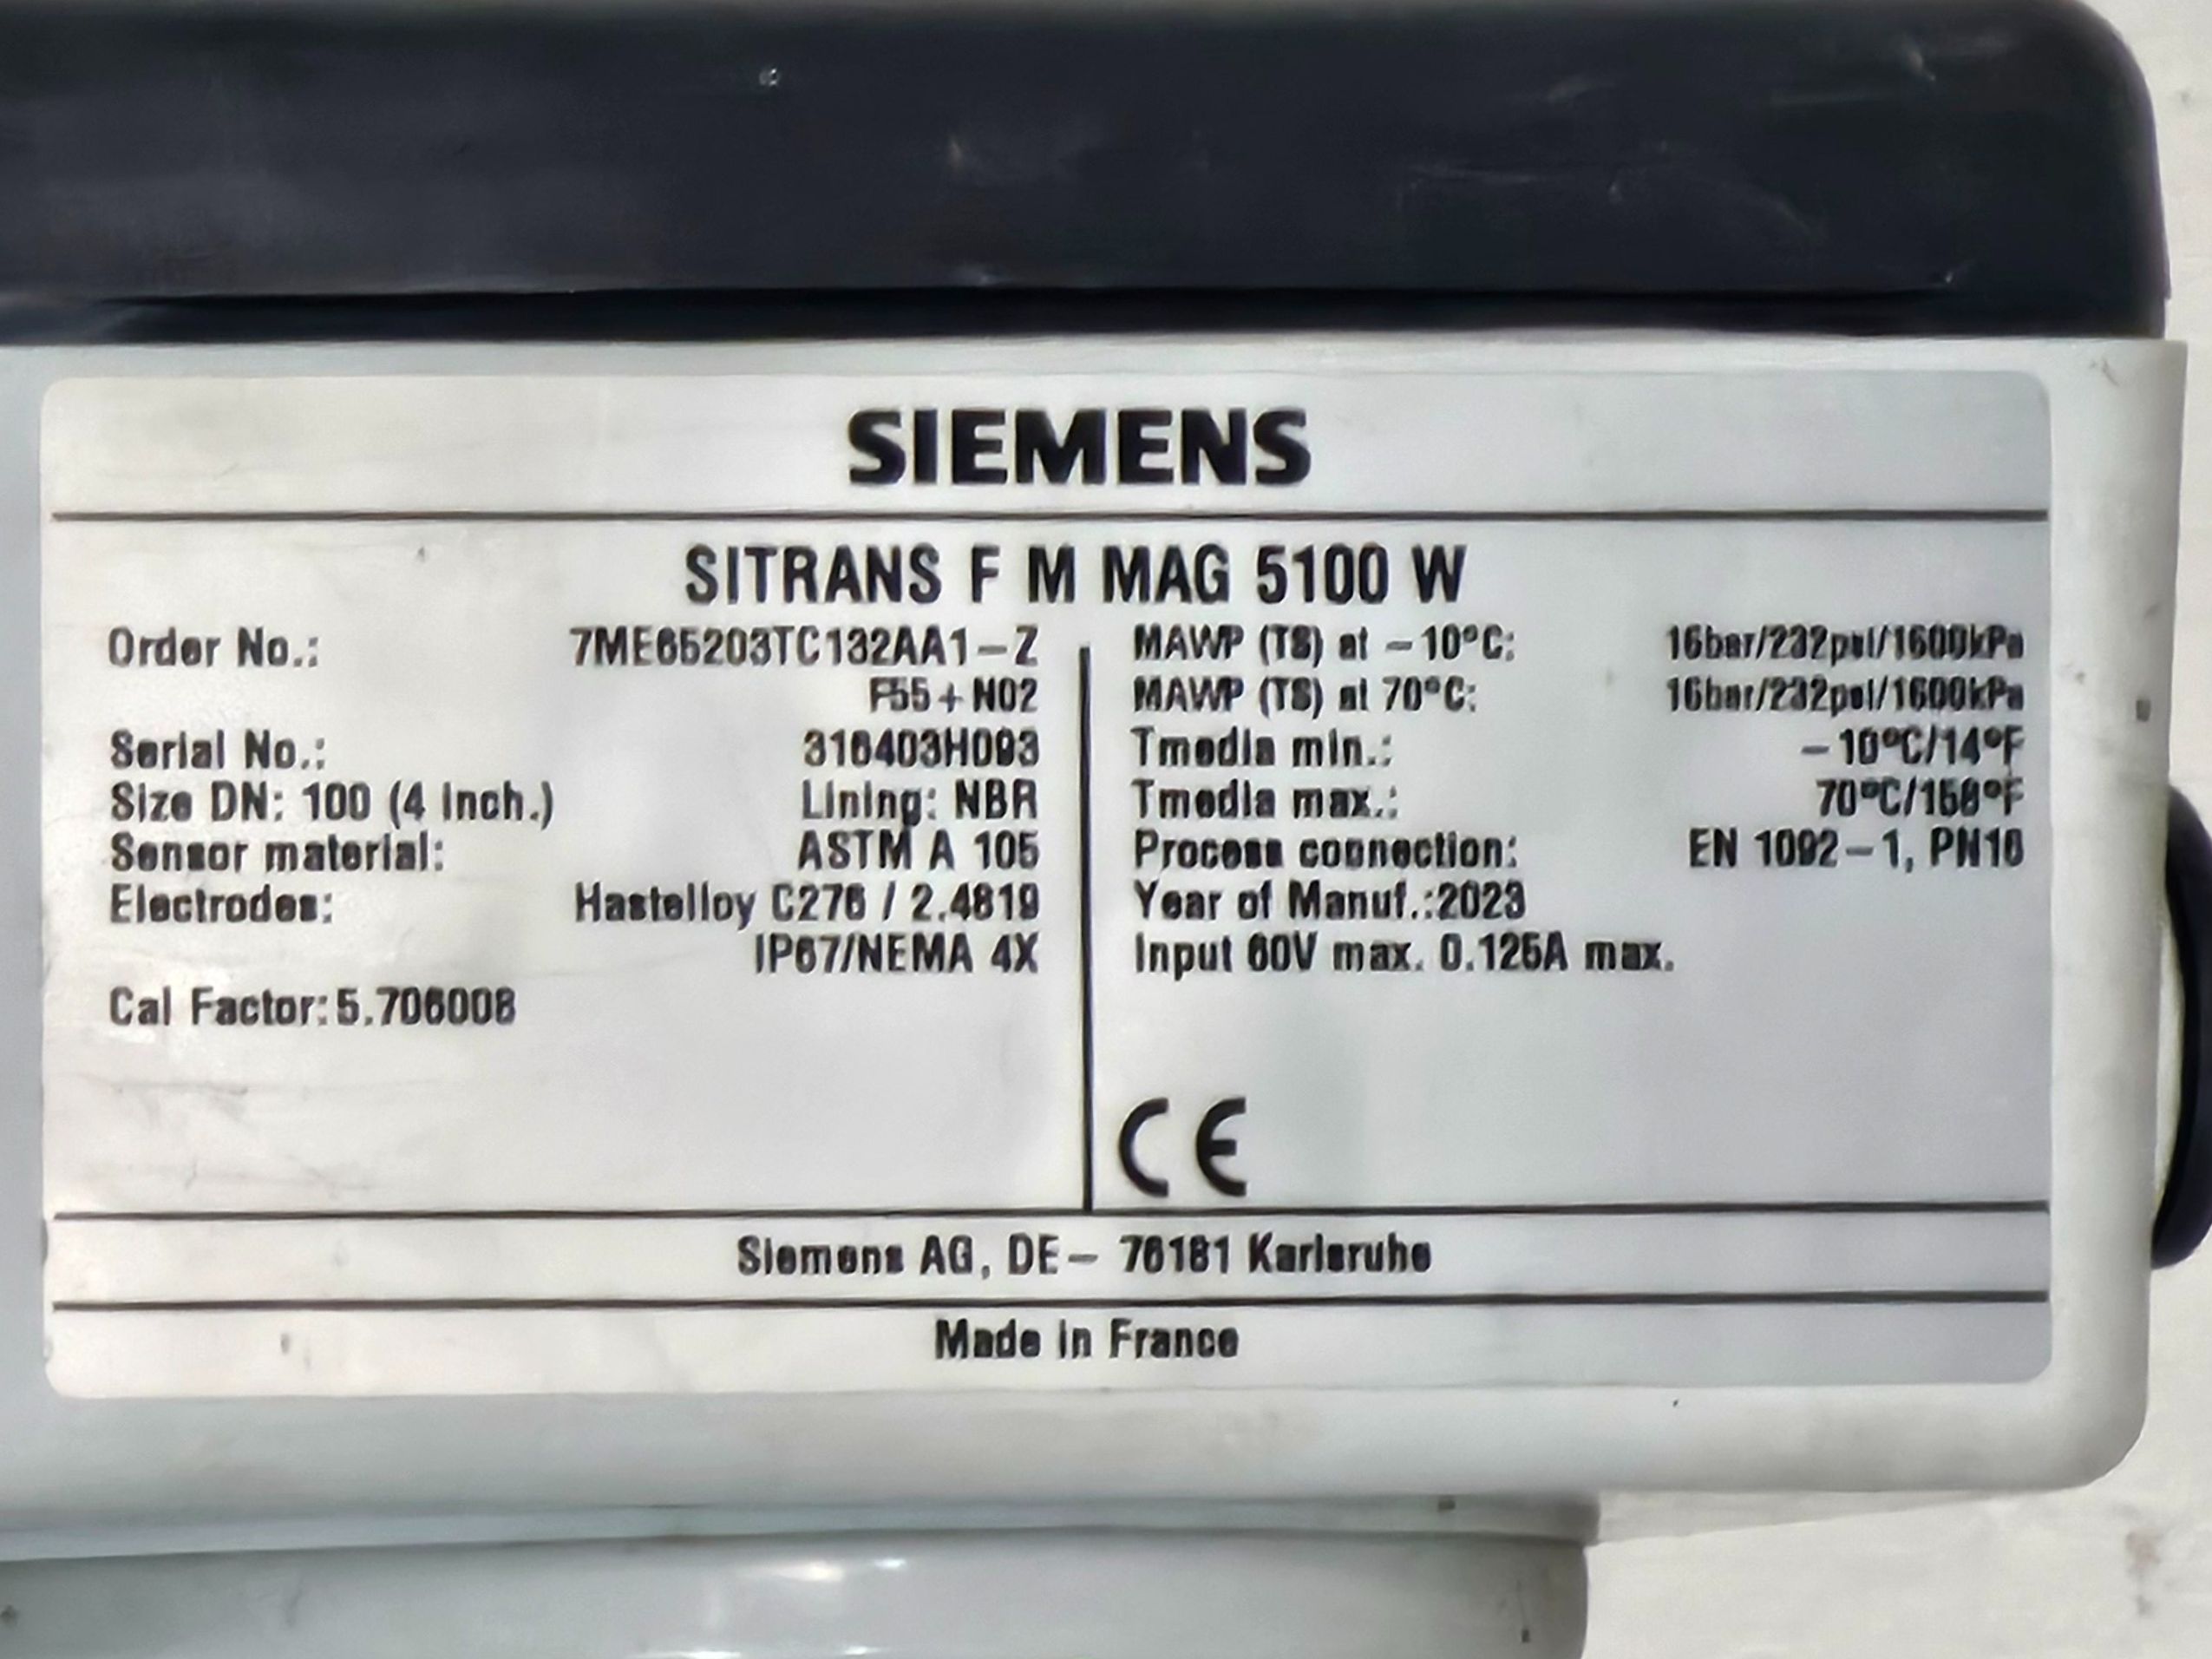 SIEMENS
SITRANS F M MAG 5100 W
Order No.: 7ME65203TC132AA1-Z
F55+N02
Serial No.: 316403H093
Size DN: 100 (4 inch.) Lining: NBR
Sensor material: ASTM A 105
Electrodes: Hastelloy C276 / 2.4819
IP67/NEMA 4X
Cal Factor: 5.706008
MAWP (TS) at -10°C: 16bar/232psi/1600kPa
MAWP (TS) at 70°C: 16bar/232psi/1600kPa
Tmedia min.: -10°C/14°F
Tmedia max.: 70°C/158°F
Process connection: EN 1092-1, PN16
Year of Manuf.:2023
Input 60V max. 0.125A max.
CE
Siemens AG, DE- 76181 Karlsruhe
Made in France